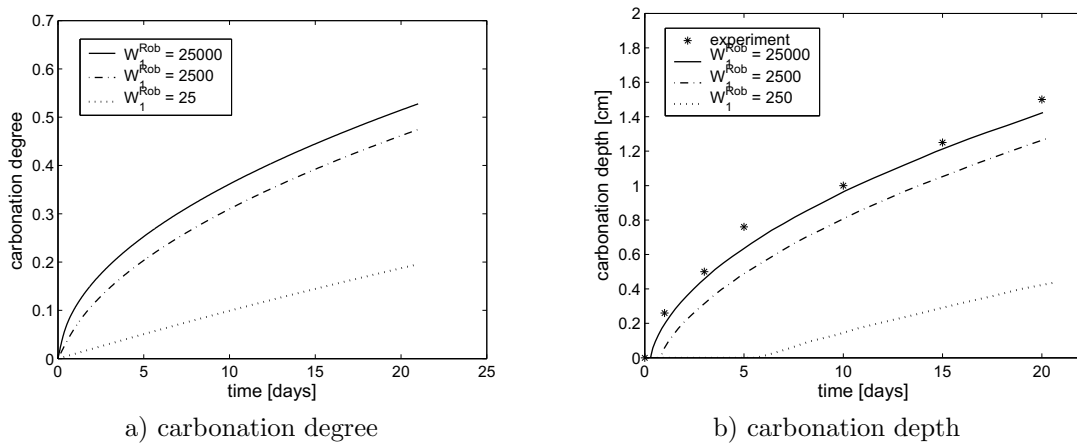 0.7
0.6
0.5
0.4
0.3
0.2
0.1
0
carbonation degree
W₁ᴿᵒᵇ = 25000
W₁ᴿᵒᵇ = 2500
W₁ᴿᵒᵇ = 25
0 5 10 15 20 25
time [days]
a) carbonation degree
2
1.8
1.6
1.4
1.2
1
0.8
0.6
0.4
0.2
0
carbonation depth [cm]
experiment
W₁ᴿᵒᵇ = 25000
W₁ᴿᵒᵇ = 2500
W₁ᴿᵒᵇ = 250
0 5 10 15 20
time [days]
b) carbonation depth